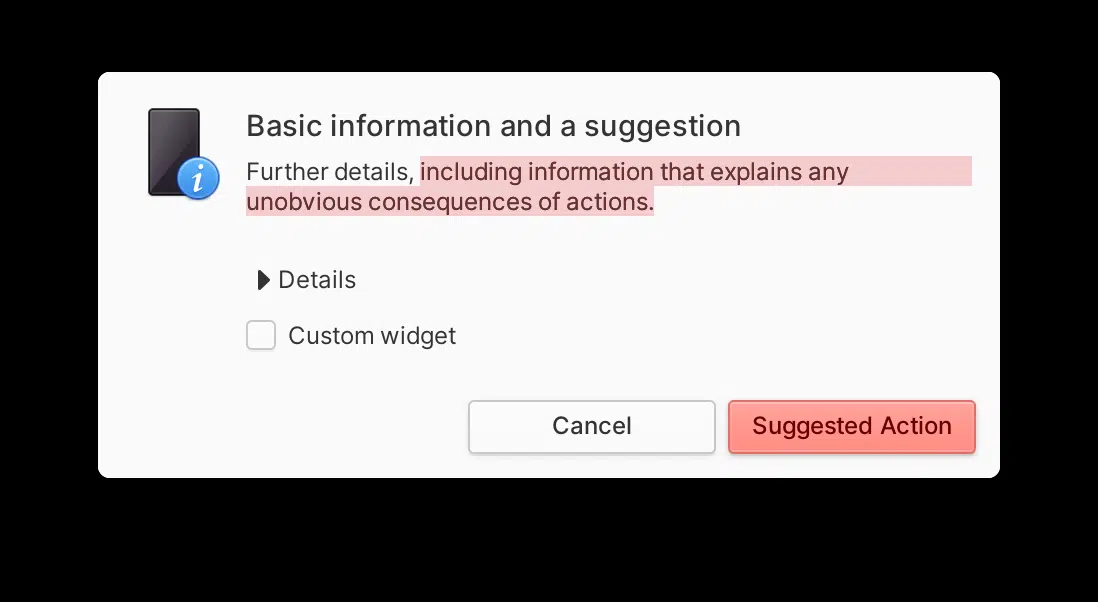 Basic information and a suggestion
Further details, including information that explains any
unobvious consequences of actions.
Details
Custom widget
Cancel
Suggested Action